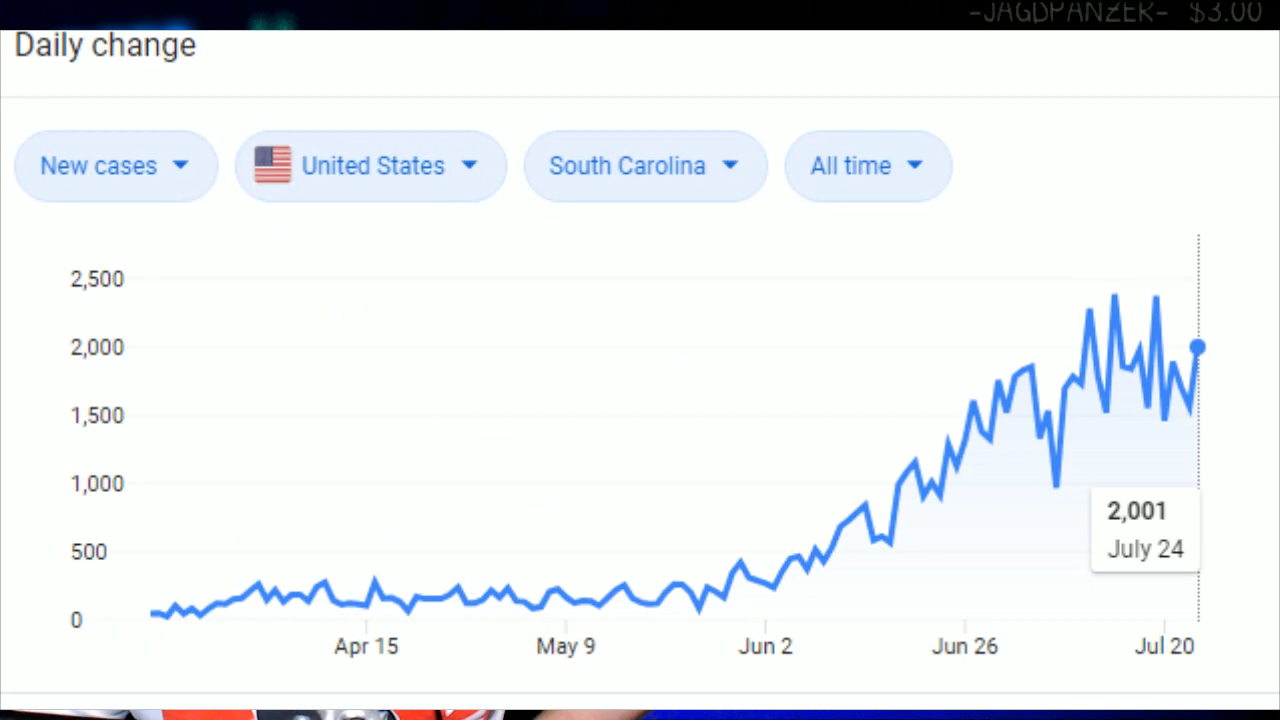 -JAGDPANZER- $3.00
Daily change
New cases United States South Carolina All time
2,500
2,000
1,500
1,000
500
0
2,001
July 24
Apr 15 May 9 Jun 2 Jun 26 Jul 20